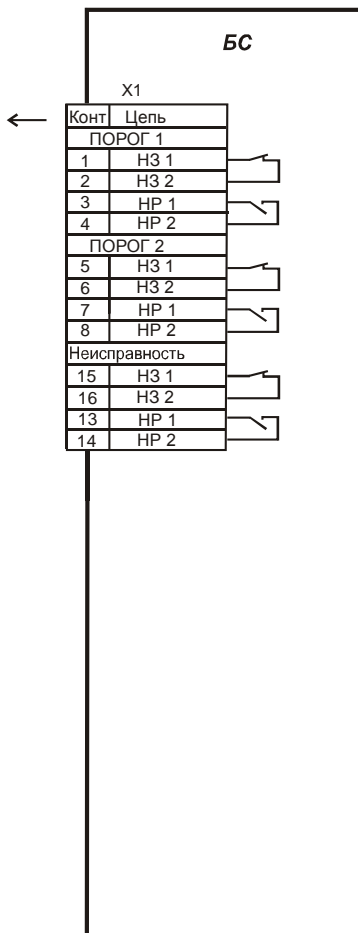 БС
X1
Конт Цепь
ПОРОГ 1
1 НЗ 1
2 НЗ 2
3 НР 1
4 НР 2
ПОРОГ 2
5 НЗ 1
6 НЗ 2
7 НР 1
8 НР 2
Неисправность
15 НЗ 1
16 НЗ 2
13 НР 1
14 НР 2